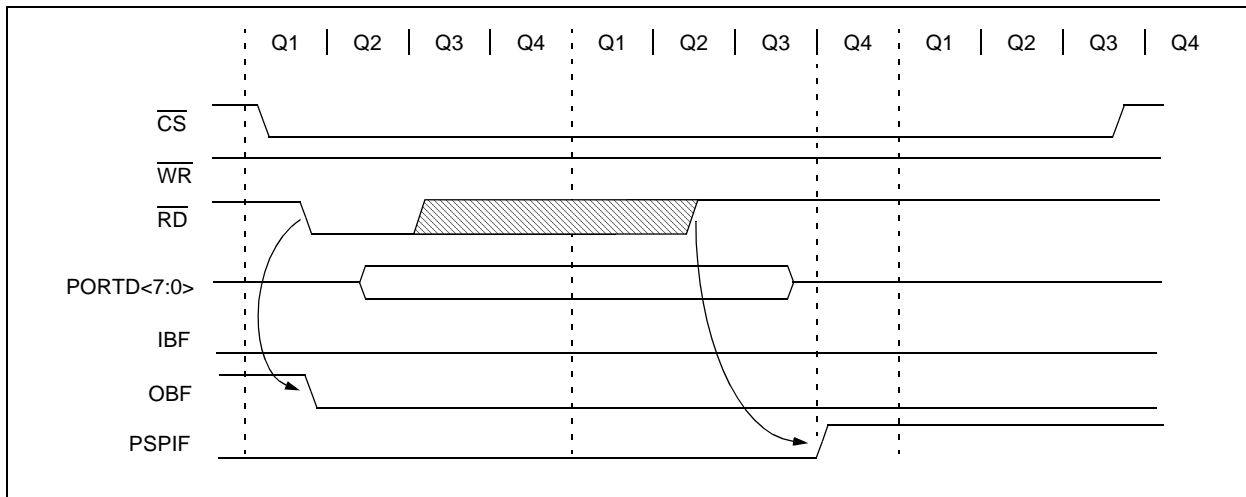 Q1 | Q2 | Q3 | Q4 Q1 | Q2 | Q3 Q4 Q1 | Q2 | Q3 | Q4
CS
WR
RD
PORTD<7:0>
IBF
OBF
PSPIF